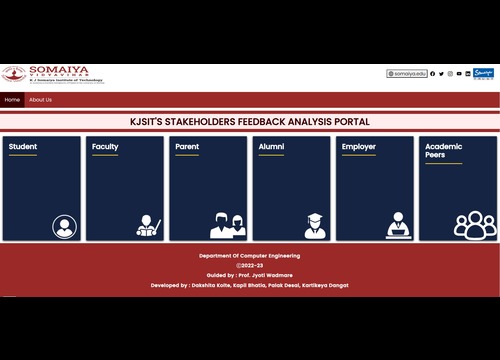 SOMAIYA
VIDYAVIHAR
K J Somaiya Institute of Technology
somaiya.edu
Somaiya
TRUST
Home About Us
KJSIT'S STAKEHOLDERS FEEDBACK ANALYSIS PORTAL
Student
Faculty
Parent
Alumni
Employer
Academic
Peers
Department Of Computer Engineering
©2022-23
Guided by : Prof. Jyoti Wadmare
Developed by : Dakshita Kolte, Kapil Bhatia, Palak Desai, Kartikeya Dangat